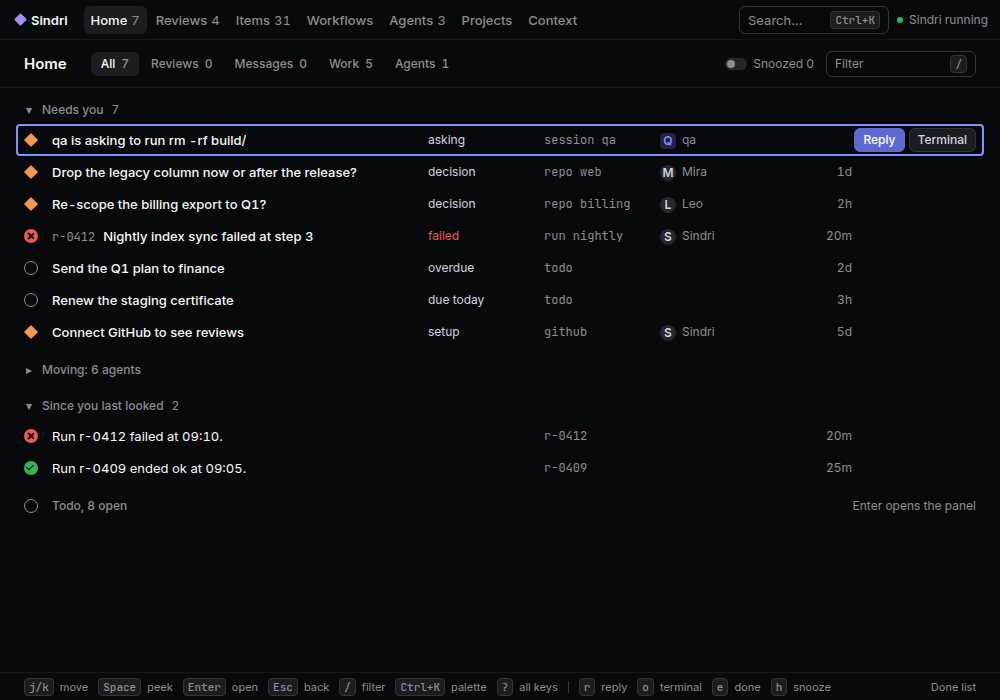 Sindri Home 7 Reviews 4 Items 31 Workflows Agents 3 Projects Context Search... Ctrl+K Sindri running
Home All 7 Reviews 0 Messages 0 Work 5 Agents 1 Snoozed 0 Filter /
Needs you 7
qa is asking to run rm -rf build/ asking session qa Q qa Reply Terminal
Drop the legacy column now or after the release? decision repo web M Mira 1d
Re-scope the billing export to Q1? decision repo billing L Leo 2h
r-0412 Nightly index sync failed at step 3 failed run nightly S Sindri 20m
Send the Q1 plan to finance overdue todo 2d
Renew the staging certificate due today todo 3h
Connect GitHub to see reviews setup github S Sindri 5d
Moving: 6 agents
Since you last looked 2
Run r-0412 failed at 09:10. r-0412 20m
Run r-0409 ended ok at 09:05. r-0409 25m
Todo, 8 open Enter opens the panel
j/k move Space peek Enter open Esc back / filter Ctrl+K palette ? all keys r reply o terminal e done h snooze Done list